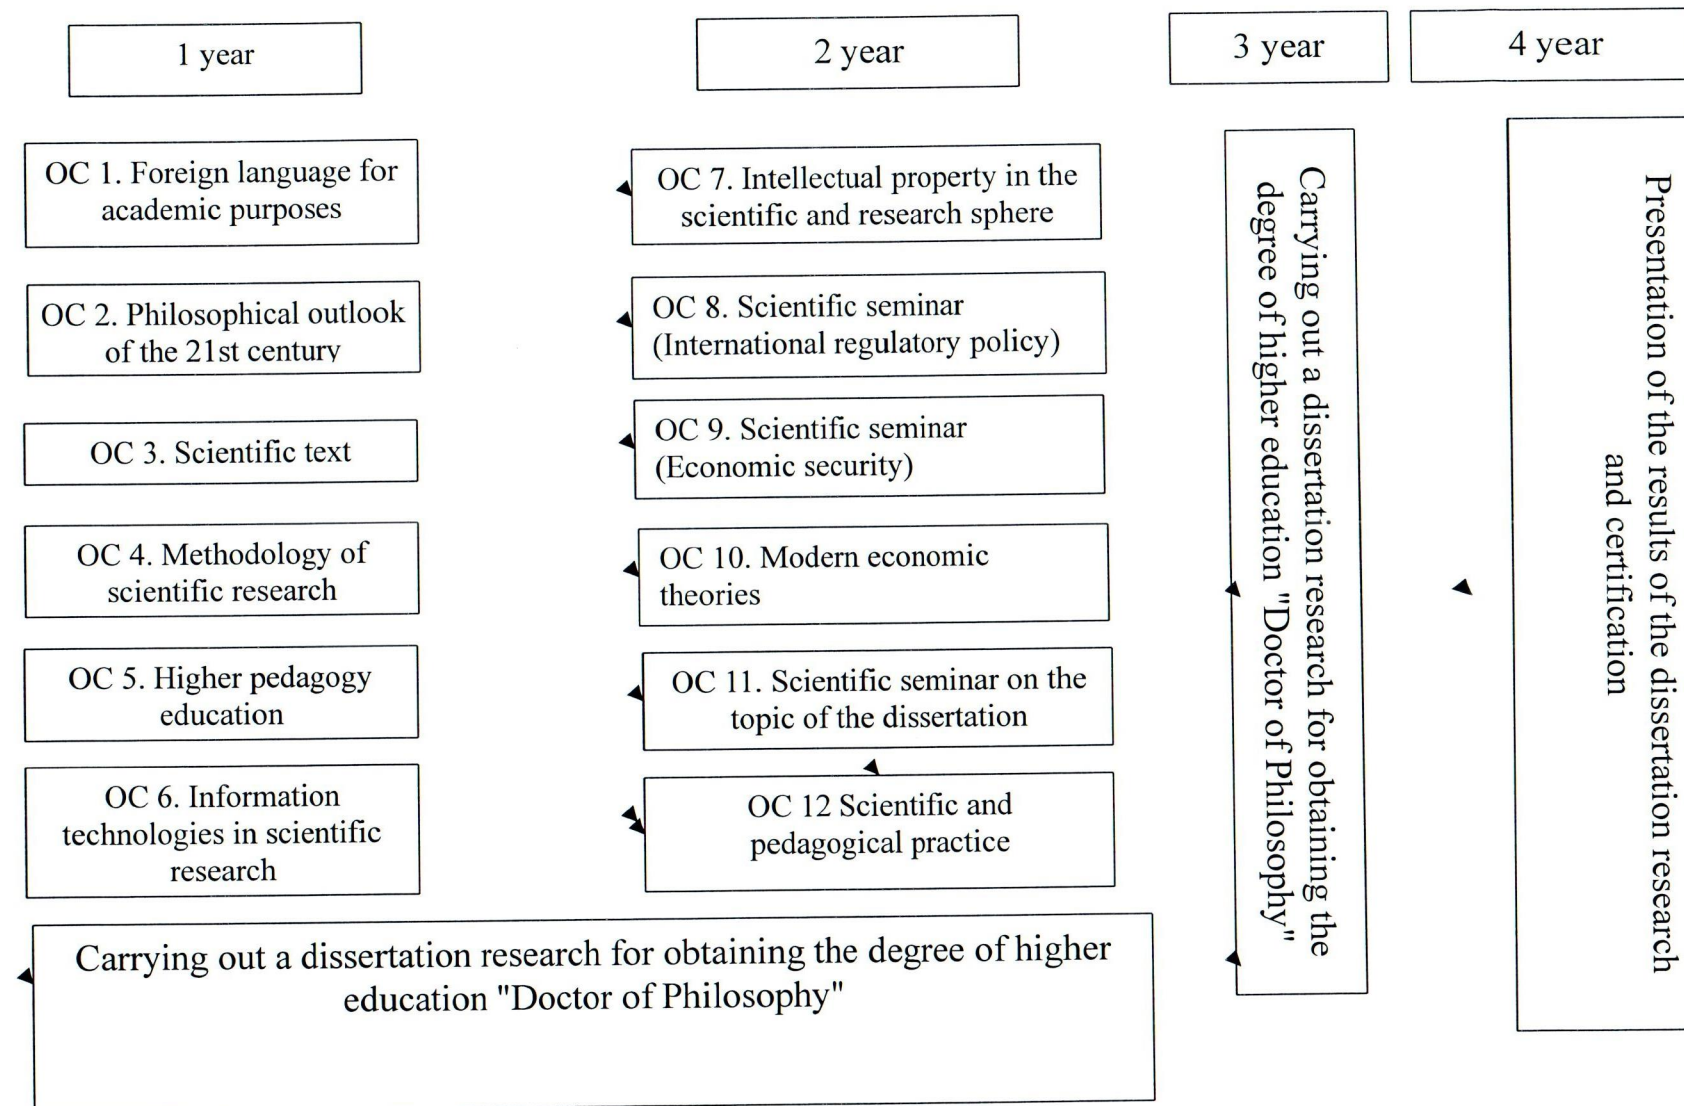 1 year
2 year
3 year
4 year
OC 1. Foreign language for
academic purposes
OC 2. Philosophical outlook
of the 21st century
OC 3. Scientific text
OC 4. Methodology of
scientific research
OC 5. Higher pedagogy
education
OC 6. Information
technologies in scientific
research
OC 7. Intellectual property in the
scientific and research sphere
OC 8. Scientific seminar
(International regulatory policy)
OC 9. Scientific seminar
(Economic security)
OC 10. Modern economic
theories
OC 11. Scientific seminar on the
topic of the dissertation
OC 12 Scientific and
pedagogical practice
Carrying out a dissertation research for obtaining the degree of higher
education "Doctor of Philosophy"
Carrying out a dissertation research for obtaining the
degree of higher education "Doctor of Philosophy"
Presentation of the results of the dissertation research
and certification